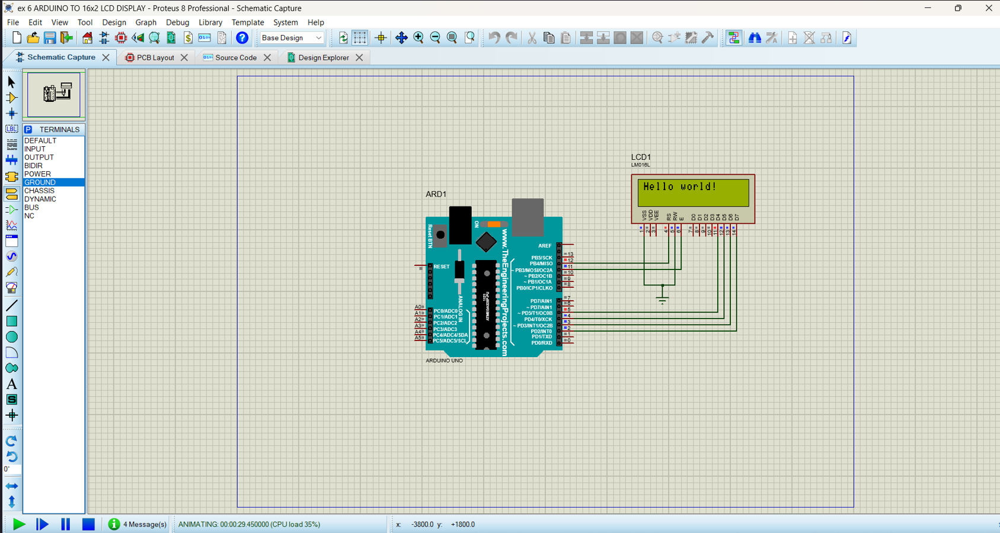 ex 6 ARDUINO TO 16x2 LCD DISPLAY - Proteus 8 Professional - Schematic Capture
File Edit View Tool Design Graph Debug Library Template System Help
Base Design
Schematic Capture
PCB Layout
Source Code
Design Explorer
LBL
P TERMINALS
DEFAULT
INPUT
OUTPUT
BIDIR
POWER
GROUND
CHASSIS
DYNAMIC
BUS
NC
A
S
0°
LCD1
LM016L
Hello world!
VSS
VDD
VEE
RS
RW
E
D0
D1
D2
D3
D4
D5
D6
D7
1
2
3
4
5
6
7
8
9
10
11
12
13
14
ARD1
Reset BTN
ON
www.TheEngineeringProjects.com
RESET
ANALOG IN
1121
ATMEGA328P-PU
A0
A1
A2
A3
A4
A5
PC0/ADC0
PC1/ADC1
PC2/ADC2
PC3/ADC3
PC4/ADC4/SDA
PC5/ADC5/SCL
AREF
PB5/SCK 13
PB4/MISO 12
~ PB3/MOSI/OC2A 11
~ PB2/OC1B 10
~ PB1/OC1A 9
PB0/ICP1/CLKO 8
PD7/AIN1 7
~ PD7/AIN1 6
~ PD5/T1/OC0B 5
PD4/T0/XCK 4
~ PD3/INT1/OC2B 3
PD2/INT0 2
PD1/TXD 1
PD0/RXD 0
ARDUINO UNO
4 Message(s)
ANIMATING: 00:00:29.450000 (CPU load 35%)
x: -3800.0 y: +1800.0